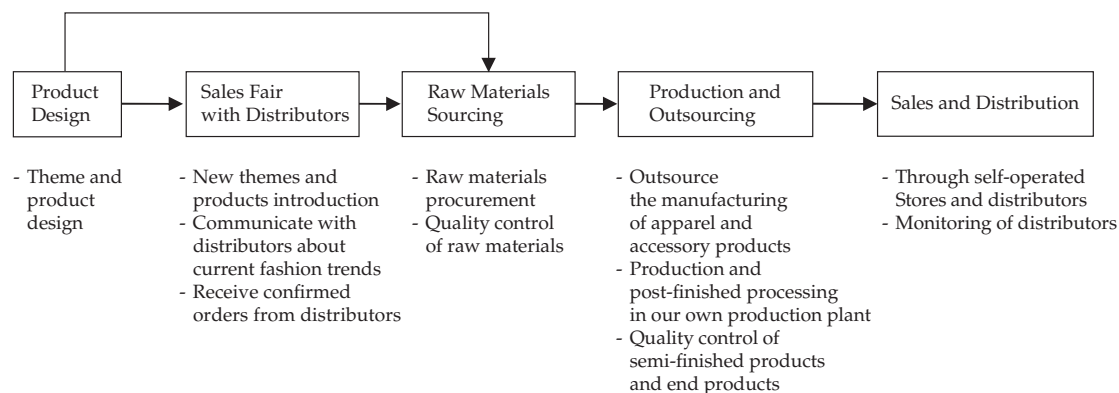 Product
Design
Sales Fair
with Distributors
Raw Materials
Sourcing
Production and
Outsourcing
Sales and Distribution
- Theme and
product
design
- New themes and
products introduction
- Communicate with
distributors about
current fashion trends
- Receive confirmed
orders from distributors
- Raw materials
procurement
- Quality control
of raw materials
- Outsource
the manufacturing
of apparel and
accessory products
- Production and
post-finished processing
in our own production plant
- Quality control of
semi-finished products
and end products
- Through self-operated
Stores and distributors
- Monitoring of distributors